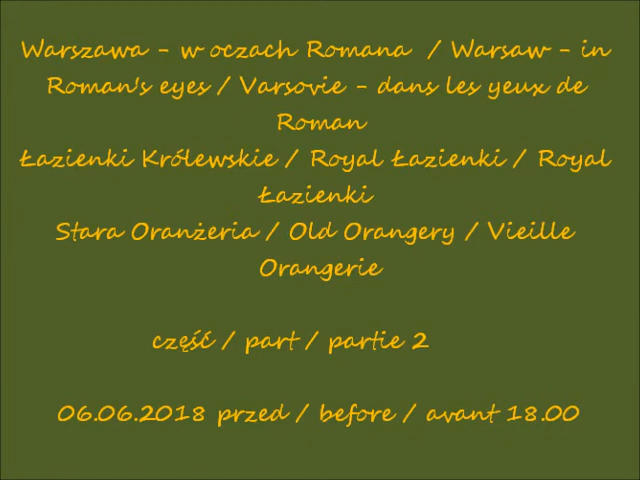 Warszawa - w oczach Romana / Warsaw - in
Roman's eyes / Varsovie - dans les yeux de
Roman
Łazienki Królewskie / Royal Łazienki / Royal
Łazienki
Stara Oranżeria / Old Orangery / Vieille
Orangerie
część / part / partie 2
06.06.2018 przed / before / avant 18.00